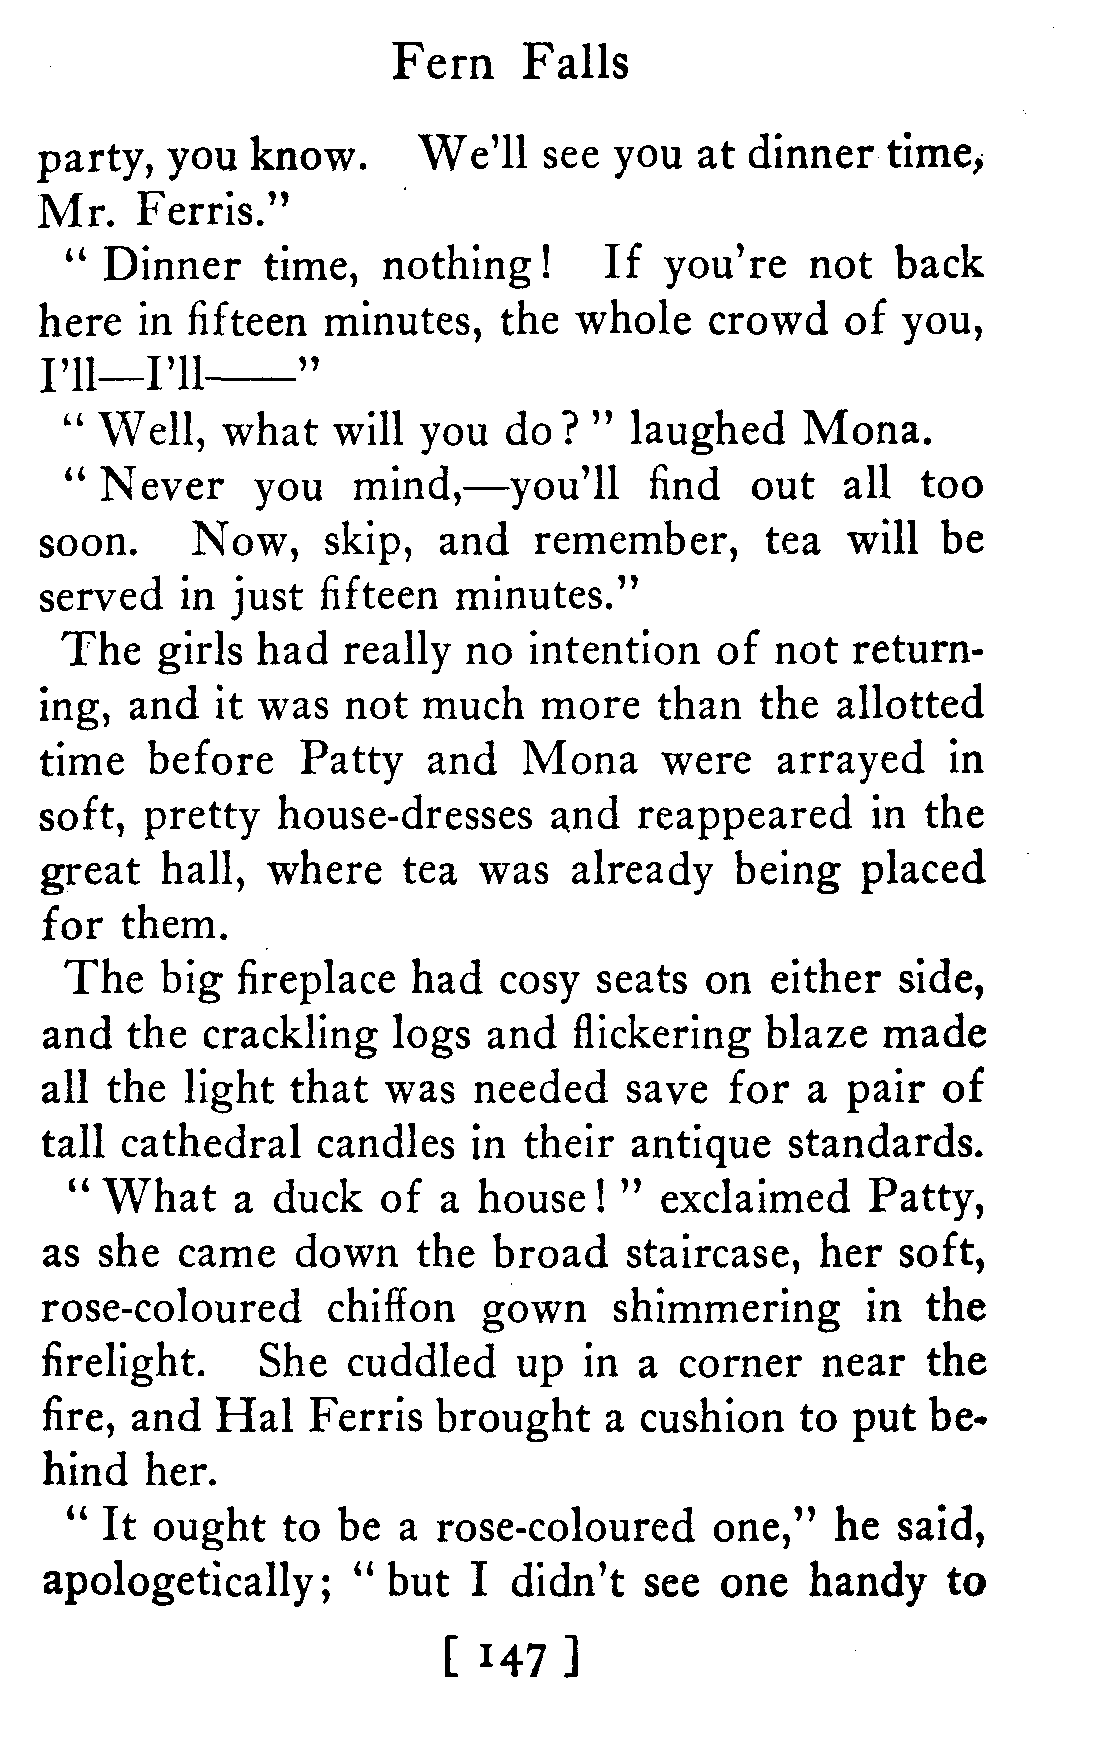 Fern Falls
party, you know. We'll see you at dinner time,
Mr. Ferris."
" Dinner time, nothing! If you're not back
here in fifteen minutes, the whole crowd of you,
I'll—I'll——"
" Well, what will you do? " laughed Mona.
" Never you mind,—you'll find out all too
soon. Now, skip, and remember, tea will be
served in just fifteen minutes."
The girls had really no intention of not return-
ing, and it was not much more than the allotted
time before Patty and Mona were arrayed in
soft, pretty house-dresses and reappeared in the
great hall, where tea was already being placed
for them.
The big fireplace had cosy seats on either side,
and the crackling logs and flickering blaze made
all the light that was needed save for a pair of
tall cathedral candles in their antique standards.
" What a duck of a house! " exclaimed Patty,
as she came down the broad staircase, her soft,
rose-coloured chiffon gown shimmering in the
firelight. She cuddled up in a corner near the
fire, and Hal Ferris brought a cushion to put be-
hind her.
" It ought to be a rose-coloured one," he said,
apologetically; " but I didn't see one handy to
[ 147 ]